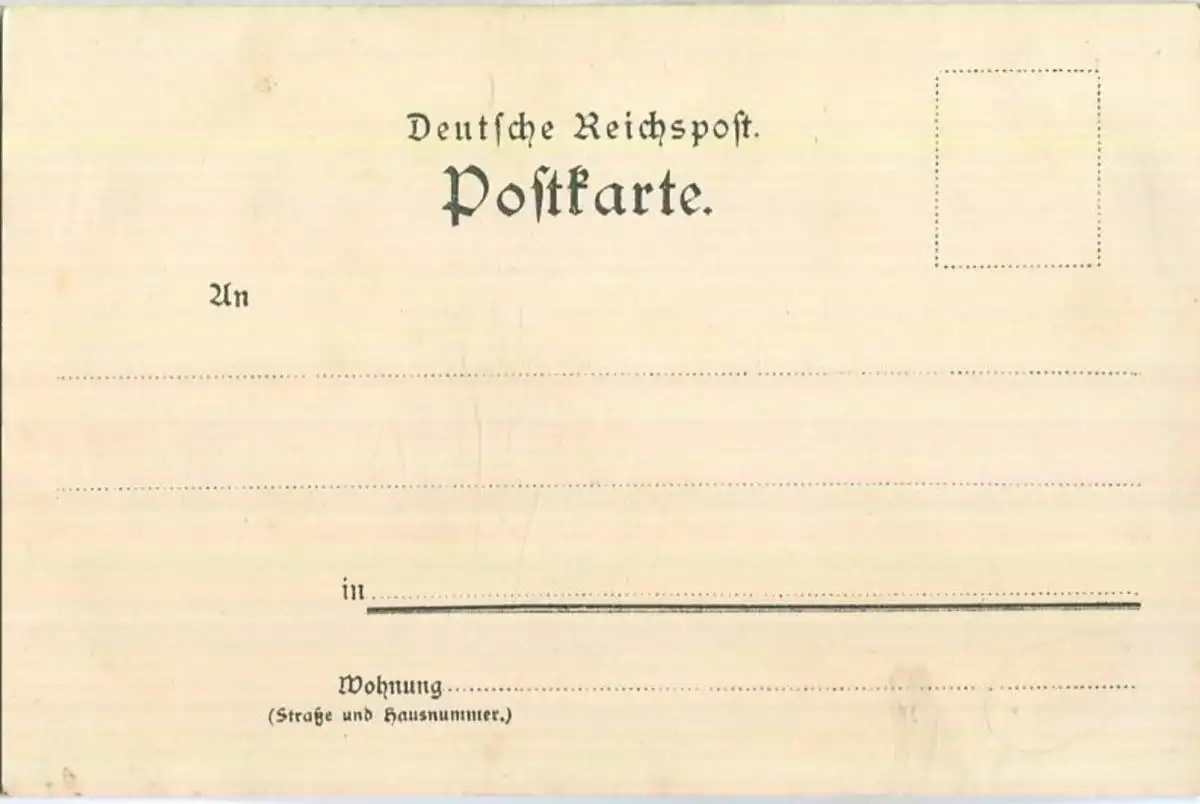 Deutſche Reichspoſt.
Poſtkarte.
An
in
Wohnung
(Straße und Hausnummer.)